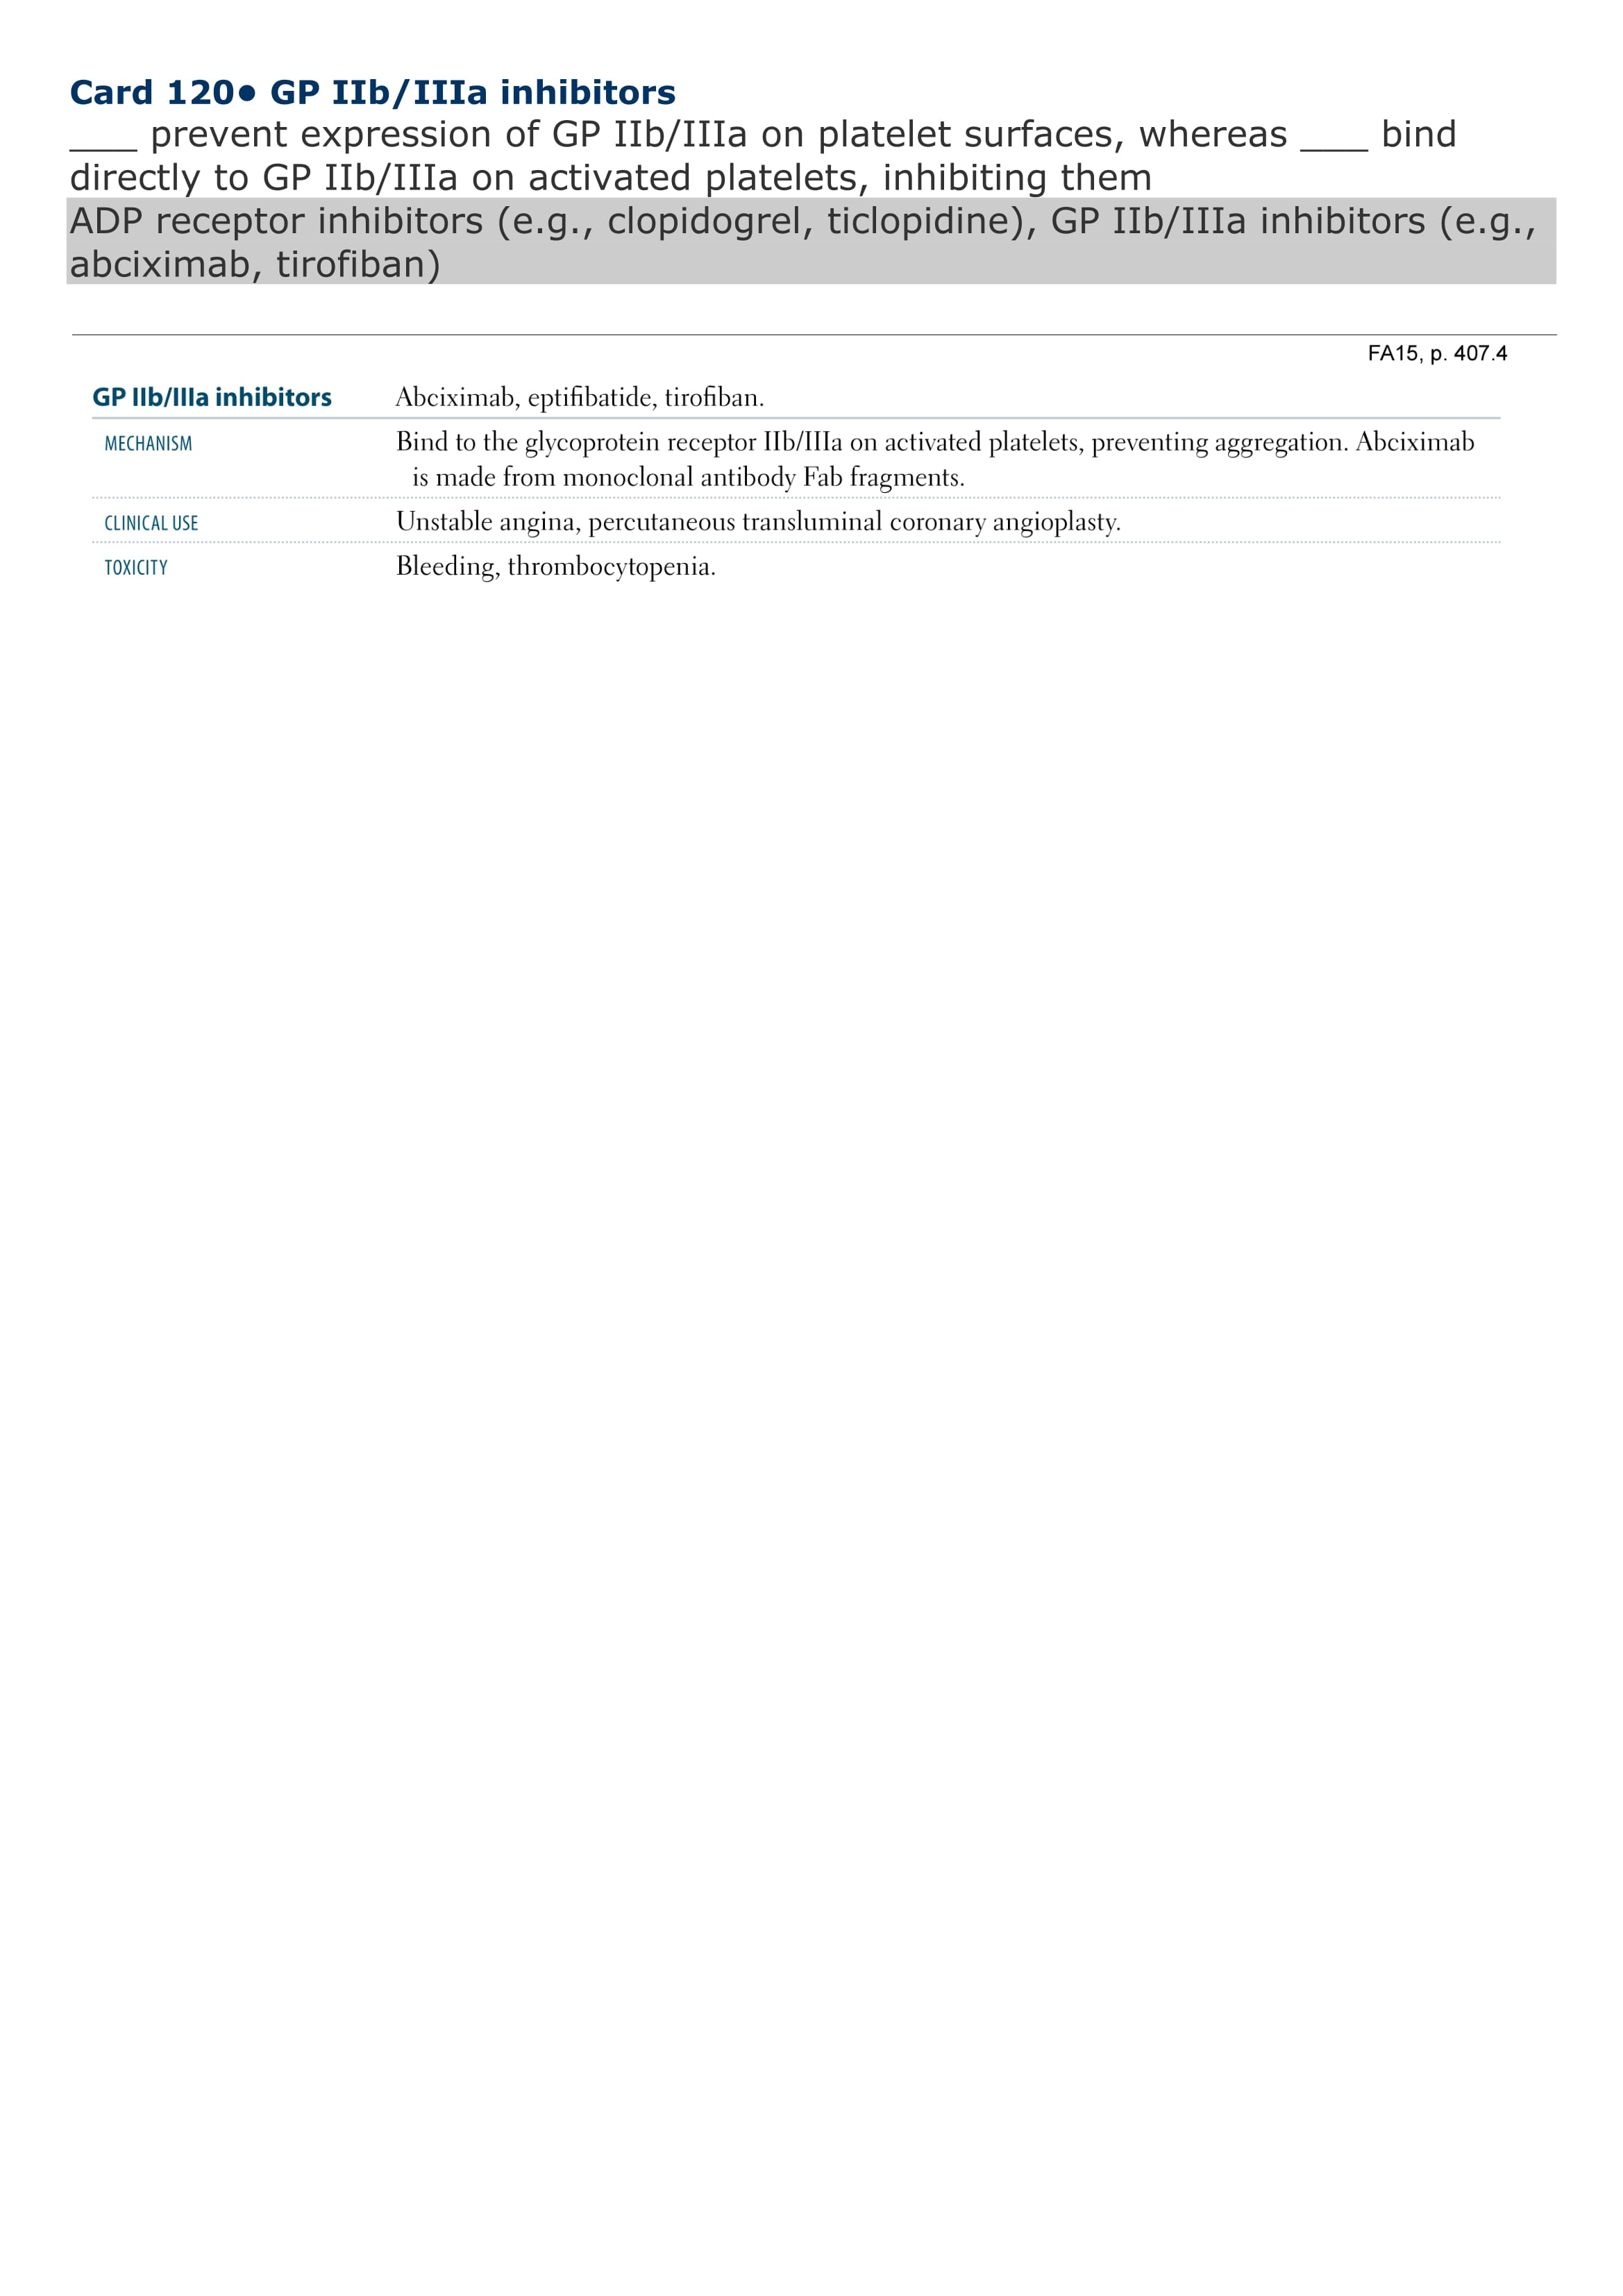 Card 120• GP IIb/IIIa inhibitors
____ prevent expression of GP IIb/IIIa on platelet surfaces, whereas ____ bind
directly to GP IIb/IIIa on activated platelets, inhibiting them
ADP receptor inhibitors (e.g., clopidogrel, ticlopidine), GP IIb/IIIa inhibitors (e.g.,
abciximab, tirofiban)
FA15, p. 407.4
GP IIb/IIIa inhibitors Abciximab, eptifibatide, tirofiban.
MECHANISM Bind to the glycoprotein receptor IIb/IIIa on activated platelets, preventing aggregation. Abciximab
is made from monoclonal antibody Fab fragments.
CLINICAL USE Unstable angina, percutaneous transluminal coronary angioplasty.
TOXICITY Bleeding, thrombocytopenia.